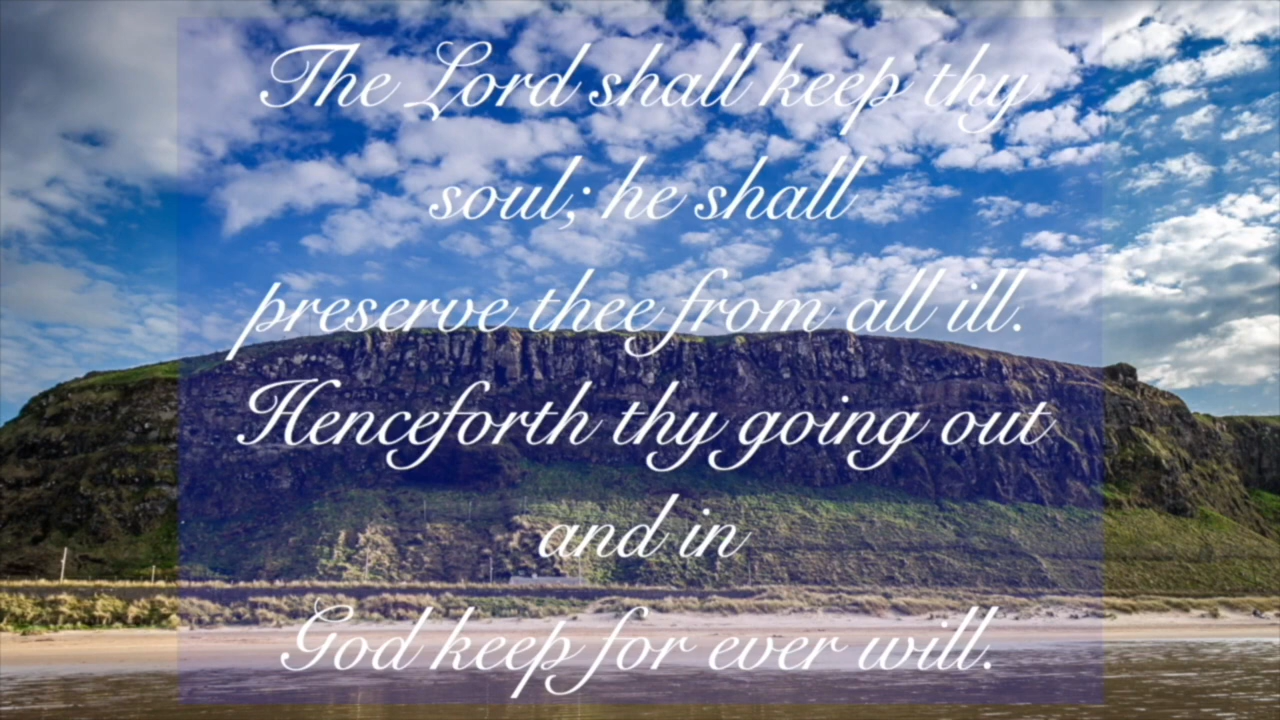 The Lord shall keep thy
soul; he shall
preserve thee from all ill.
Henceforth thy going out
and in
God keep for ever will.